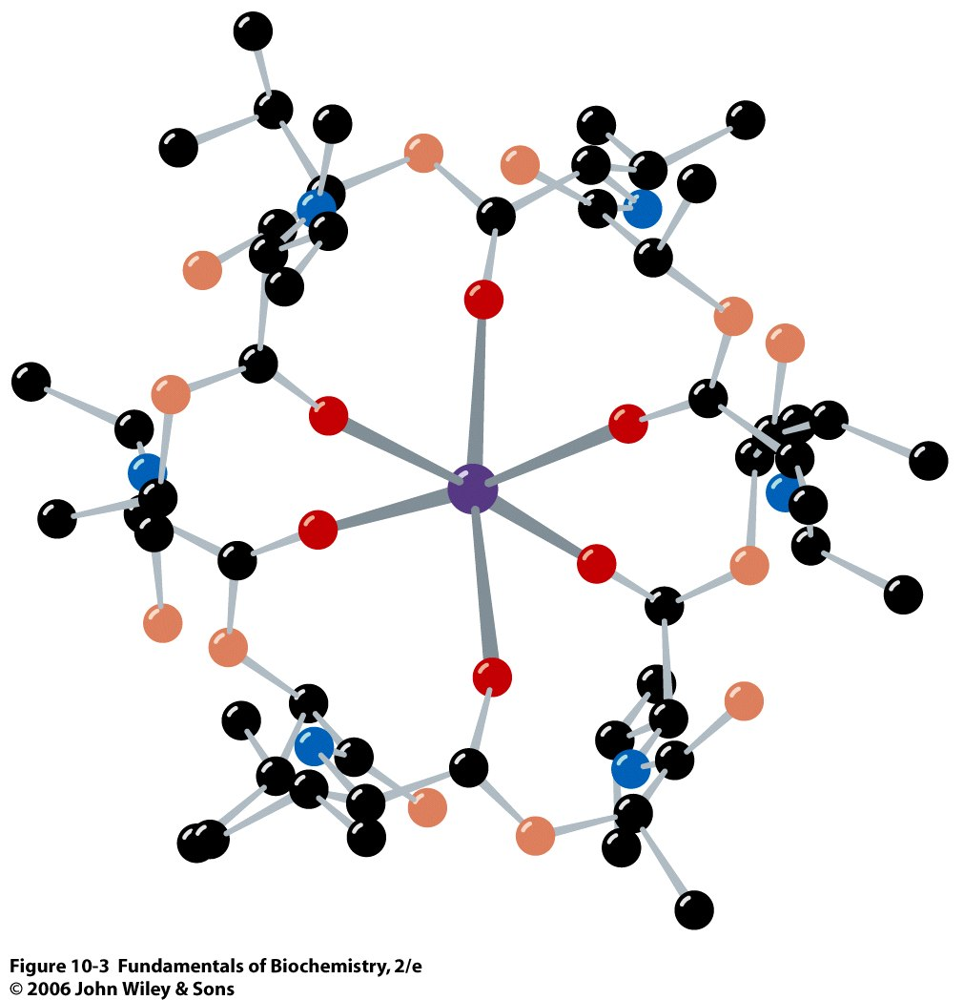 Figure 10-3 Fundamentals of Biochemistry, 2/e
© 2006 John Wiley & Sons